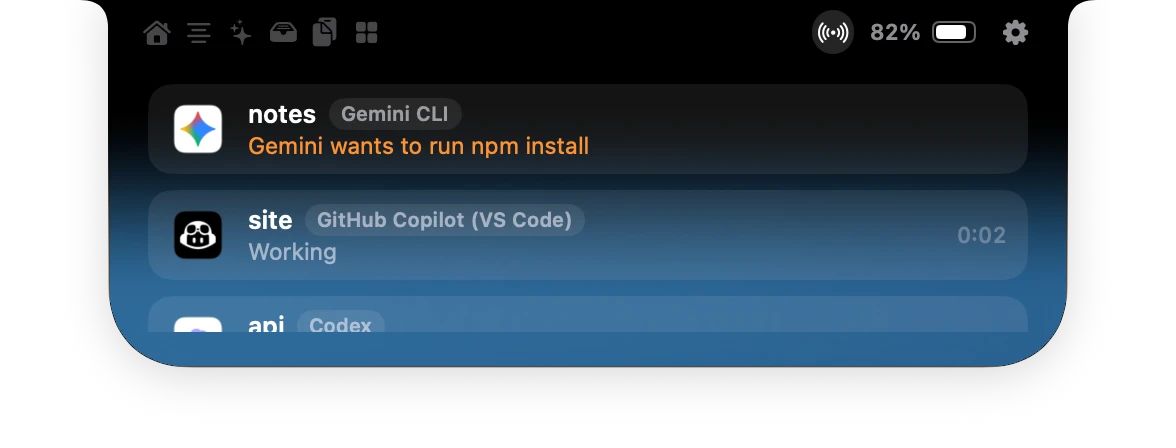 82%
notes Gemini CLI
Gemini wants to run npm install
site GitHub Copilot (VS Code)
Working
0:02
api Codex